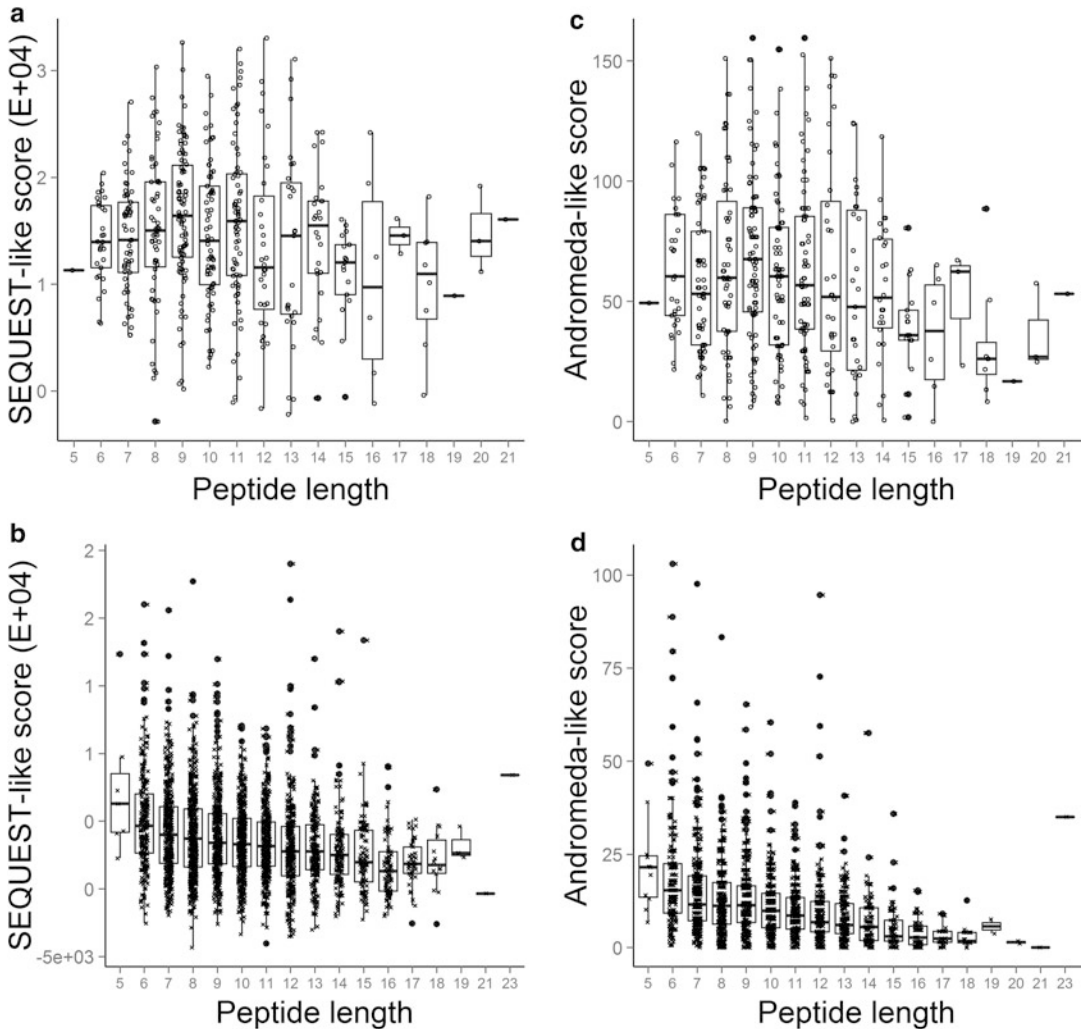 a
SEQUEST-like score (E+04)
3
2
1
0
5 6 7 8 9 10 11 12 13 14 15 16 17 18 19 20 21
Peptide length
c
Andromeda-like score
150
100
50
0
5 6 7 8 9 10 11 12 13 14 15 16 17 18 19 20 21
Peptide length
b
SEQUEST-like score (E+04)
2
2
1
1
0
0
-5e+03
5 6 7 8 9 10 11 12 13 14 15 16 17 18 19 21 23
Peptide length
d
Andromeda-like score
100
75
50
25
0
5 6 7 8 9 10 11 12 13 14 15 16 17 18 19 20 21 23
Peptide length